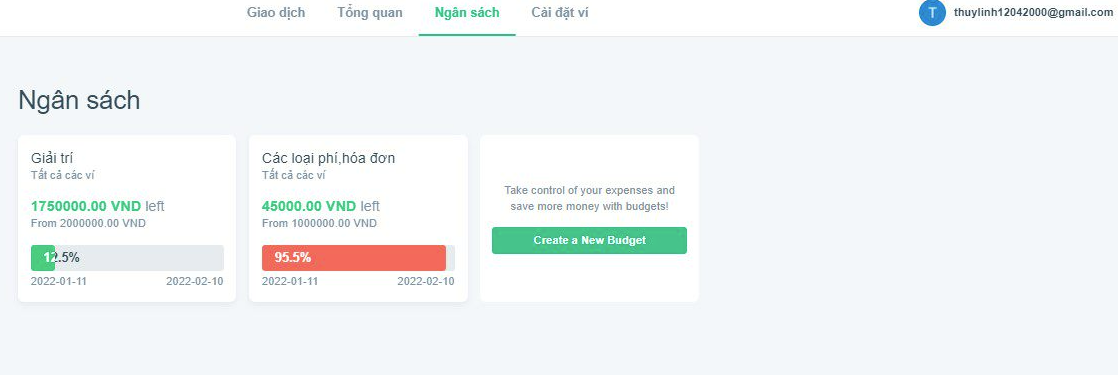 Giao dịch Tổng quan Ngân sách Cài đặt ví T thuylinh12042000@gmail.com
Ngân sách
Giải trí
Tất cả các ví
1750000.00 VND left
From 2000000.00 VND
12.5%
2022-01-11 2022-02-10
Các loại phí,hóa đơn
Tất cả các ví
45000.00 VND left
From 1000000.00 VND
95.5%
2022-01-11 2022-02-10
Take control of your expenses and
save more money with budgets!
Create a New Budget